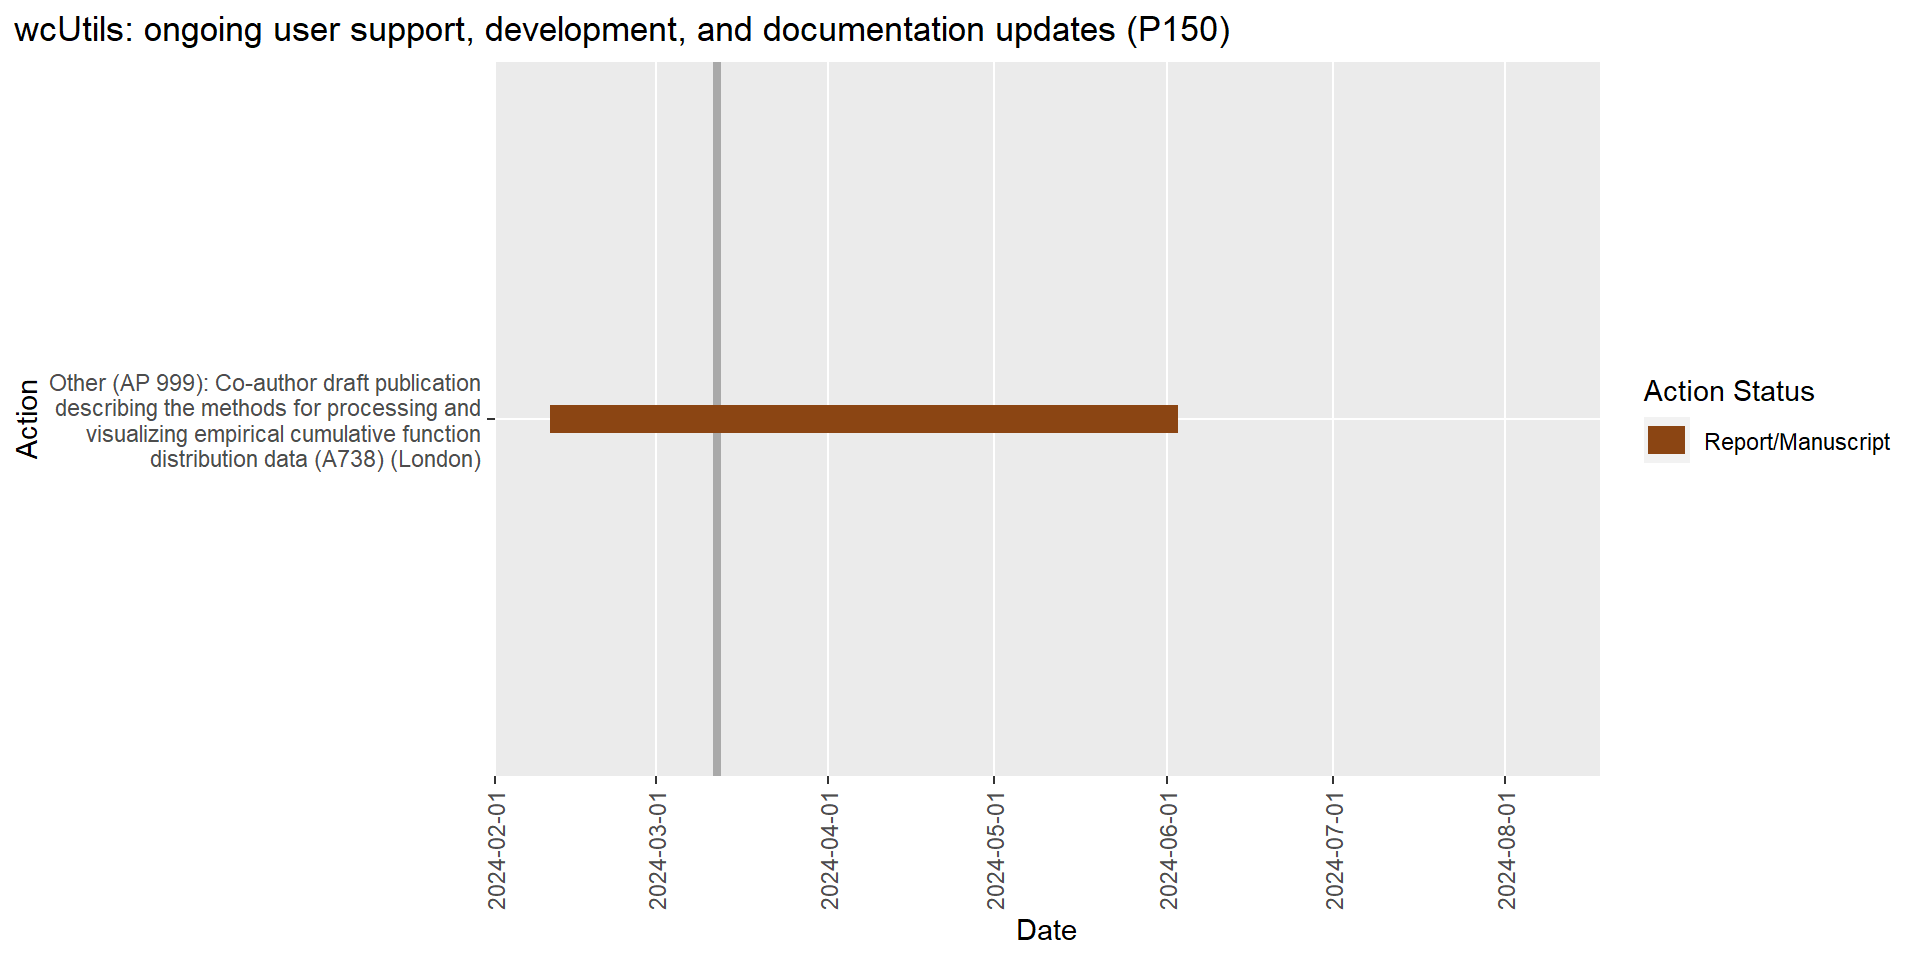 wcUtils: ongoing user support, development, and documentation updates (P150)
Action
Other (AP 999): Co-author draft publication
describing the methods for processing and
visualizing empirical cumulative function
distribution data (A738) (London)
Action Status
Report/Manuscript
2024-02-01
2024-03-01
2024-04-01
2024-05-01
2024-06-01
2024-07-01
2024-08-01
Date